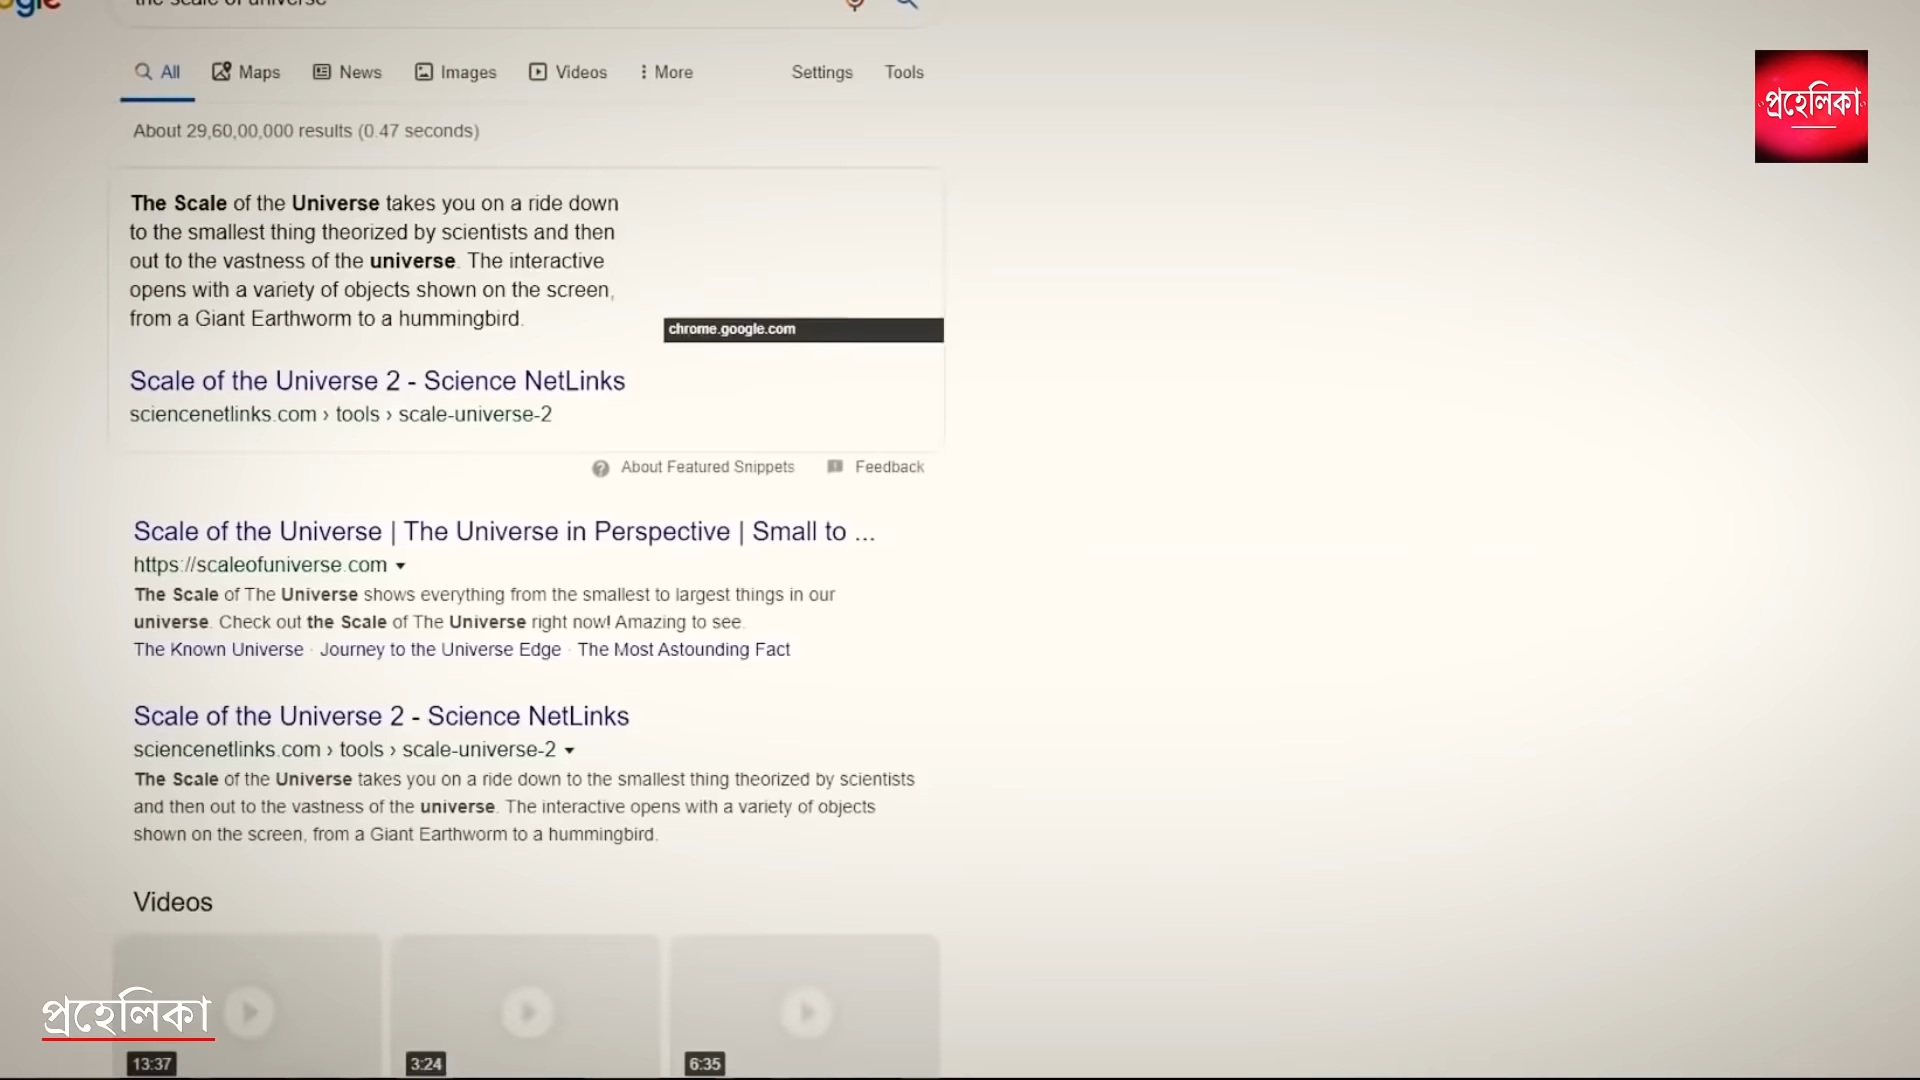 the scale of universe
প্রহেলিকা
All Maps News Images Videos More Settings Tools
About 29,60,00,000 results (0.47 seconds)
The Scale of the Universe takes you on a ride down
to the smallest thing theorized by scientists and then
out to the vastness of the universe. The interactive
opens with a variety of objects shown on the screen,
from a Giant Earthworm to a hummingbird.
chrome.google.com
Scale of the Universe 2 - Science NetLinks
sciencenetlinks.com › tools › scale-universe-2
About Featured Snippets Feedback
Scale of the Universe | The Universe in Perspective | Small to ...
https://scaleofuniverse.com
The Scale of The Universe shows everything from the smallest to largest things in our
universe. Check out the Scale of The Universe right now! Amazing to see.
The Known Universe · Journey to the Universe Edge · The Most Astounding Fact
Scale of the Universe 2 - Science NetLinks
sciencenetlinks.com › tools › scale-universe-2
The Scale of the Universe takes you on a ride down to the smallest thing theorized by scientists
and then out to the vastness of the universe. The interactive opens with a variety of objects
shown on the screen, from a Giant Earthworm to a hummingbird.
Videos
প্রহেলিকা
13:37 3:24 6:35